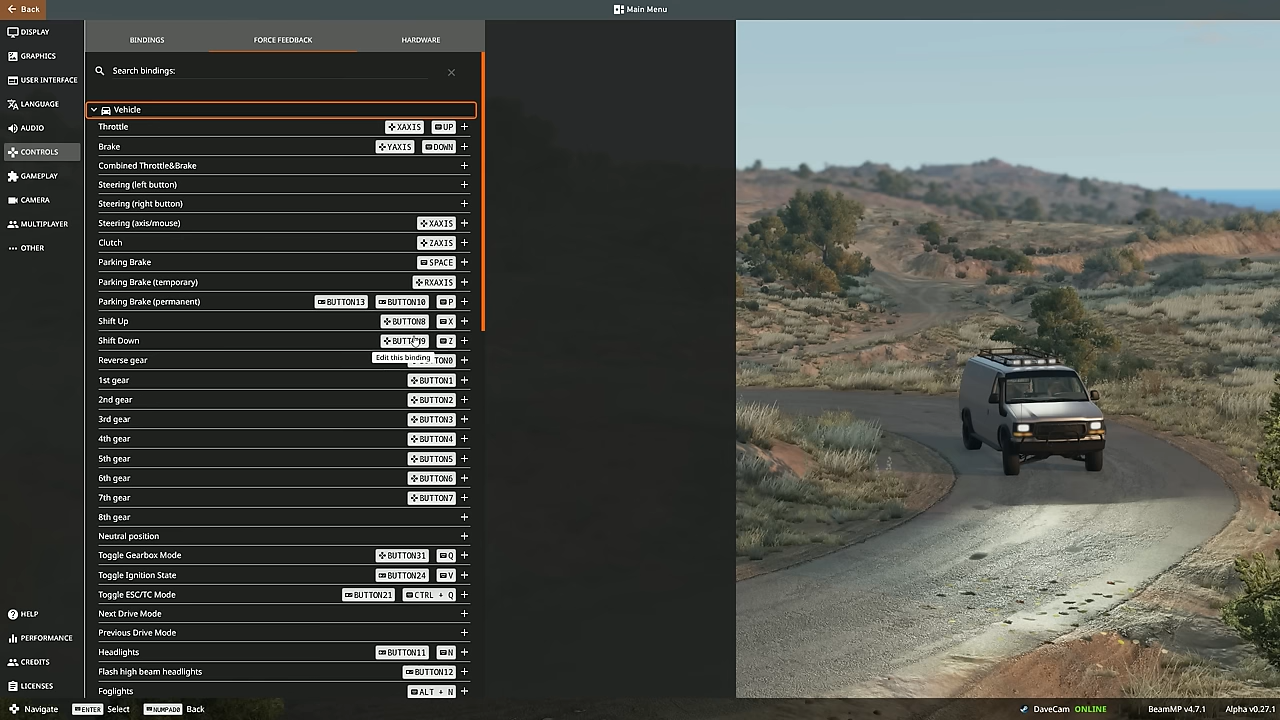 Back
Main Menu
DISPLAY
GRAPHICS
USER INTERFACE
LANGUAGE
AUDIO
CONTROLS
GAMEPLAY
CAMERA
MULTIPLAYER
OTHER
HELP
PERFORMANCE
CREDITS
LICENSES
BINDINGS FORCE FEEDBACK HARDWARE
Search bindings:
Vehicle
Throttle XAXIS UP
Brake YAXIS DOWN
Combined Throttle&Brake
Steering (left button)
Steering (right button)
Steering (axis/mouse) XAXIS
Clutch ZAXIS
Parking Brake SPACE
Parking Brake (temporary) RXAXIS
Parking Brake (permanent) BUTTON13 BUTTON10 P
Shift Up BUTTON8 X
Shift Down Z
Edit this binding
Reverse gear
1st gear BUTTON1
2nd gear BUTTON2
3rd gear BUTTON3
4th gear BUTTON4
5th gear BUTTON5
6th gear BUTTON6
7th gear BUTTON7
8th gear
Neutral position
Toggle Gearbox Mode BUTTON31 Q
Toggle Ignition State BUTTON24 V
Toggle ESC/TC Mode BUTTON21 CTRL + Q
Next Drive Mode
Previous Drive Mode
Headlights BUTTON11 N
Flash high beam headlights BUTTON12
Foglights ALT + N
Navigate ENTER Select NUMPAD0 Back
DaveCam ONLINE BeamMP v4.7.1 Alpha v0.27.1